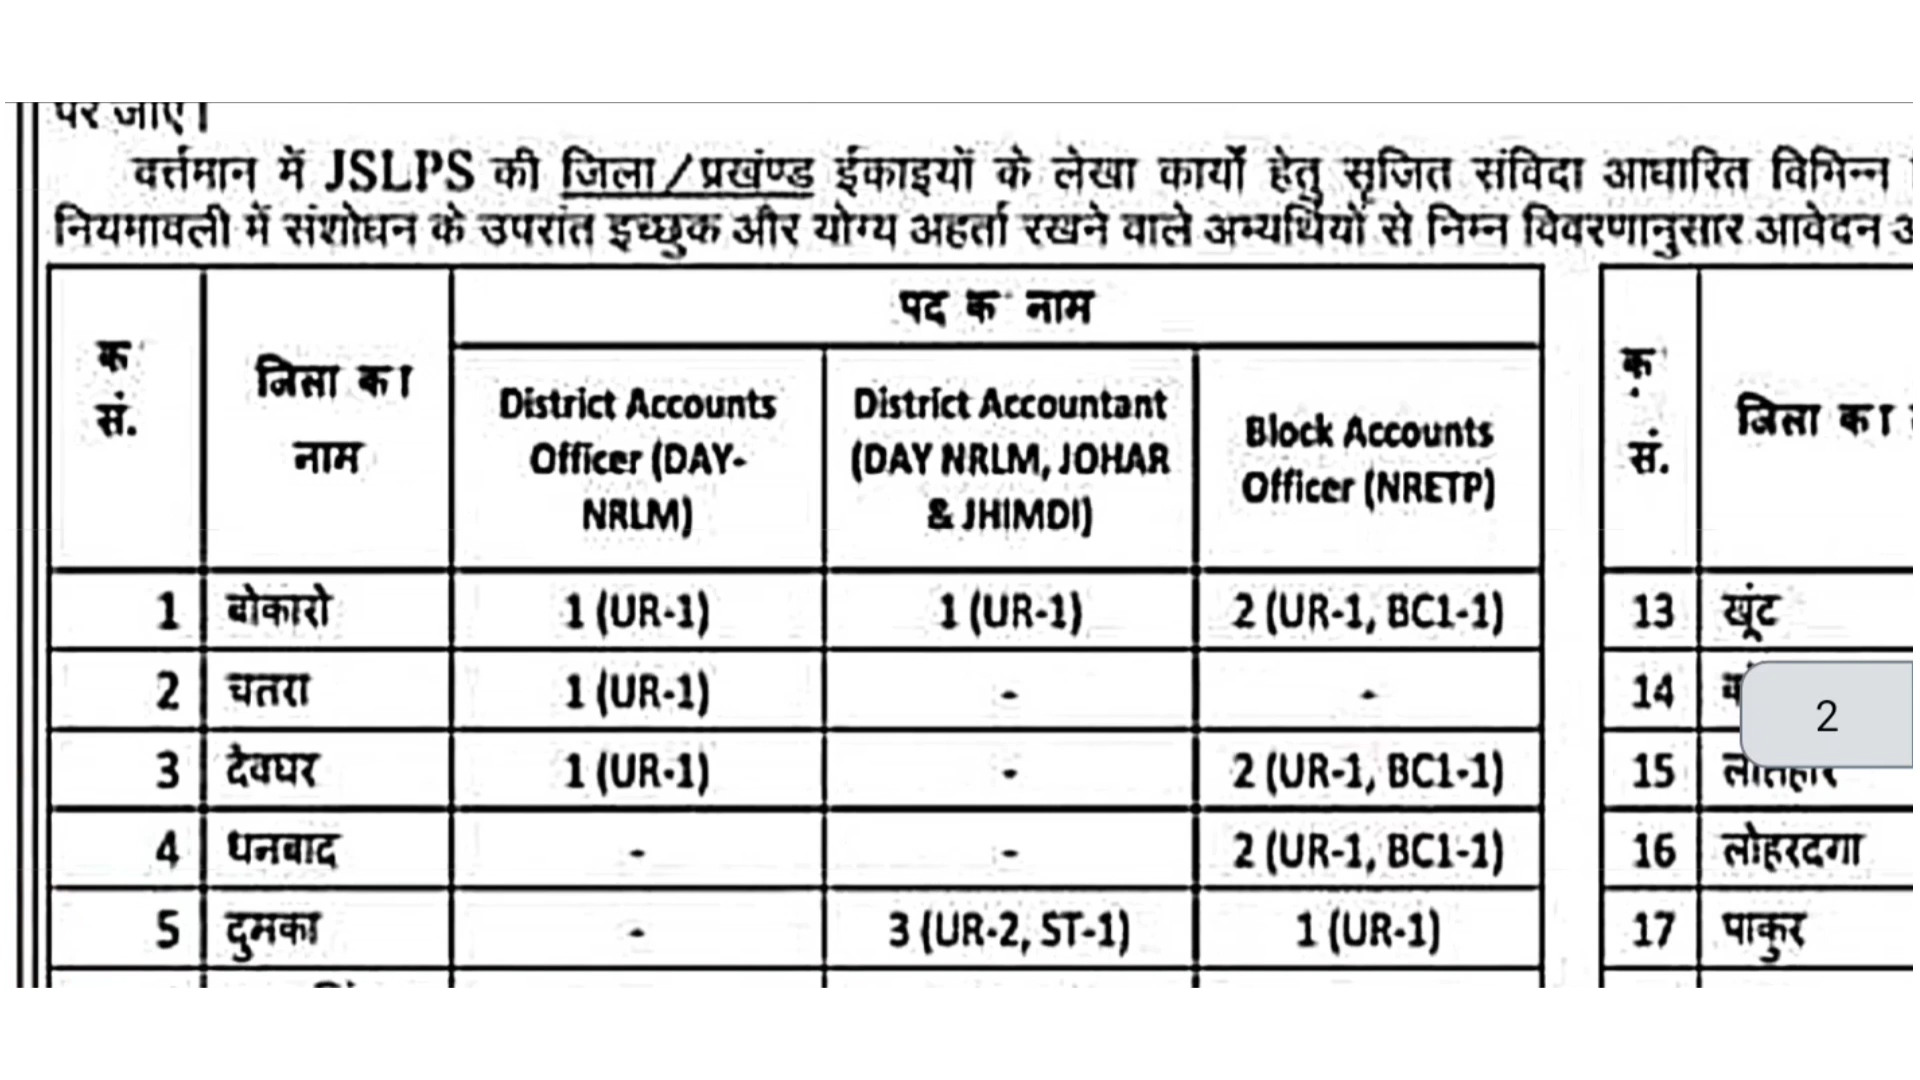 पर जाए।
वर्त्तमान में JSLPS की जिला/प्रखंण्ड ईकाइयों के लेखा कार्यों हेतु सृजित संविदा आधारित विभिन्न
नियमावली में संशोधन के उपरांत इच्छुक और योग्य अहर्ता रखने वाले अभ्यर्थियों से निम्न विवरणानुसार आवेदन
पद क नाम
क सं.
जिला का नाम
District Accounts Officer (DAY-NRLM)
District Accountant (DAY NRLM, JOHAR & JHIMDI)
Block Accounts Officer (NRETP)
क सं.
जिला का
1 बोकारो 1 (UR-1) 1 (UR-1) 2 (UR-1, BC1-1) 13 खूंट
2 चतरा 1 (UR-1) - - 14
2
3 देवघर 1 (UR-1) - 2 (UR-1, BC1-1) 15 लातेहार
4 धनबाद - - 2 (UR-1, BC1-1) 16 लोहरदगा
5 दुमका - 3 (UR-2, ST-1) 1 (UR-1) 17 पाकुर